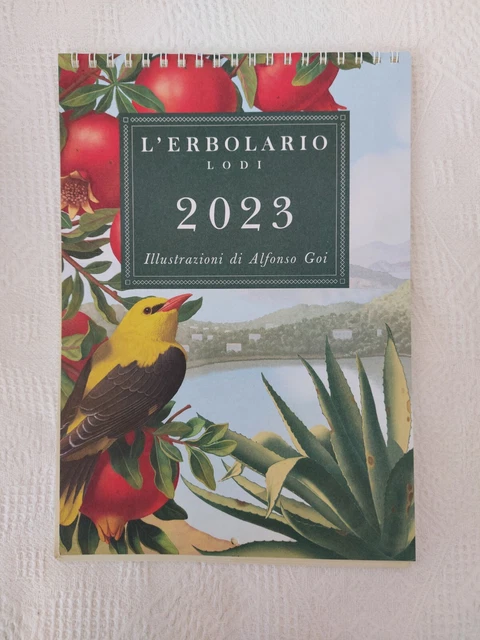 L'ERBOLARIO
LODI
2023
Illustrazioni di Alfonso Goi